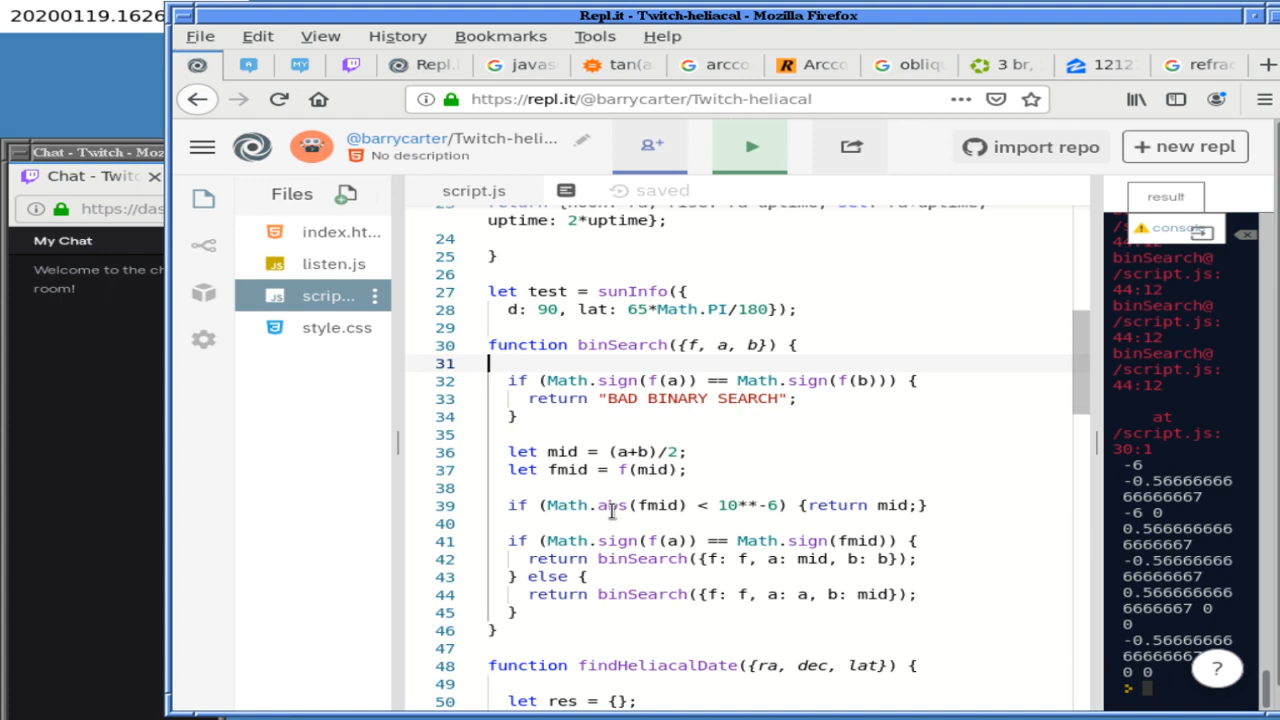 20200119.1626
Repl.it - Twitch-heliacal - Mozilla Firefox
File Edit View History Bookmarks Tools Help
Repl. javas tan(a arcco Arcco obliq 3 br, 1212 refrac
https://repl.it/@barrycarter/Twitch-heliacal
Chat - Twitch - Moz
Chat - Twitc
https://das
My Chat
Welcome to the ch
room!
@barrycarter/Twitch-heli...
No description
import repo
+ new repl
Files
index.ht...
listen.js
scrip...
style.css
script.js
saved
uptime: 2*uptime};
24
25 }
26
27 let test = sunInfo({
28 d: 90, lat: 65*Math.PI/180});
29
30 function binSearch({f, a, b}) {
31
32 if (Math.sign(f(a)) == Math.sign(f(b))) {
33 return "BAD BINARY SEARCH";
34 }
35
36 let mid = (a+b)/2;
37 let fmid = f(mid);
38
39 if (Math.abs(fmid) < 10**-6) {return mid;}
40
41 if (Math.sign(f(a)) == Math.sign(fmid)) {
42 return binSearch({f: f, a: mid, b: b});
43 } else {
44 return binSearch({f: f, a: a, b: mid});
45 }
46 }
47
48 function findHeliacalDate({ra, dec, lat}) {
49
50 let res = {};
result
console
44:12
binSearch@
/script.js:
44:12
binSearch@
/script.js:
44:12
binSearch@
/script.js:
44:12
at
/script.js:
30:1
-6
-0.56666666
66666667
-6 0
0.566666666
6666667
-0.56666666
66666667
0.566666666
6666667 0
0
-0.56666666
66666667
0 0
>
?